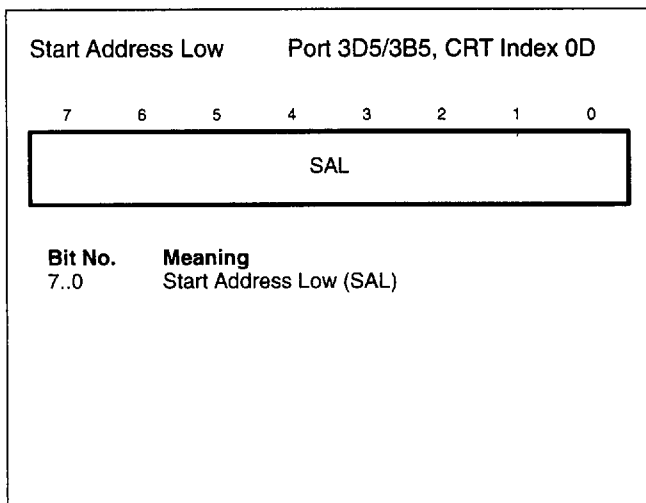 Start Address Low Port 3D5/3B5, CRT Index 0D
7 6 5 4 3 2 1 0
SAL
Bit No. Meaning
7..0 Start Address Low (SAL)